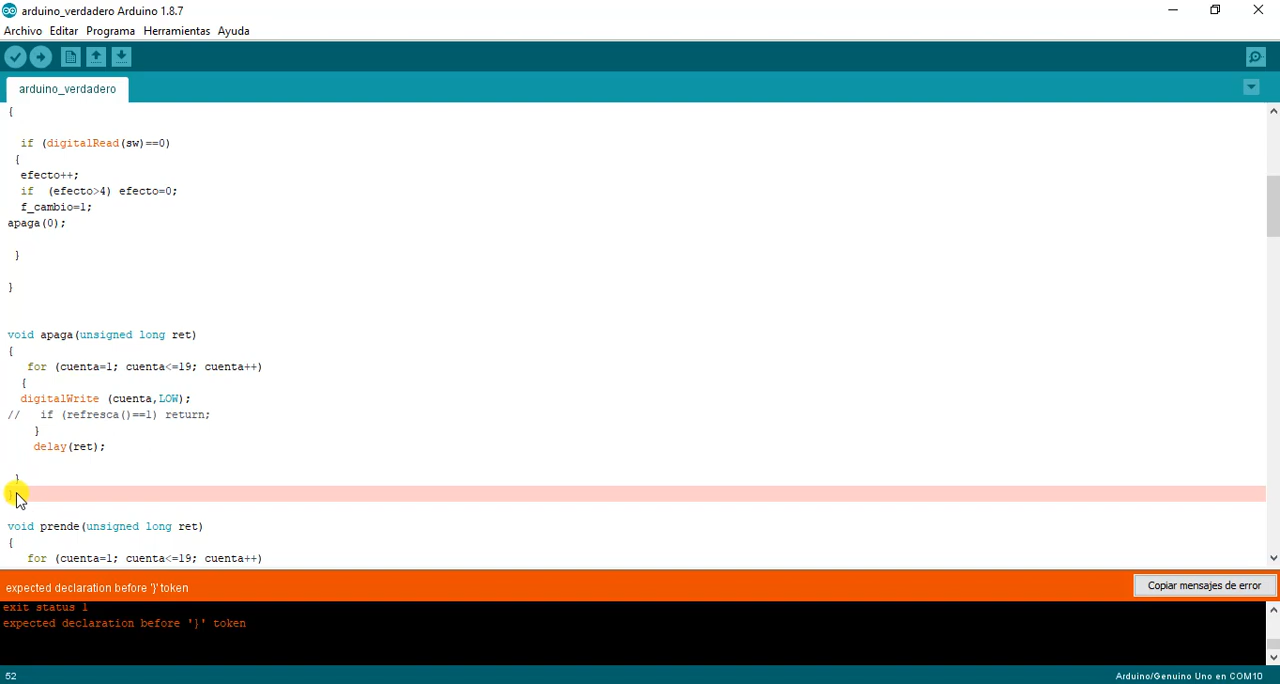 arduino_verdadero Arduino 1.8.7
Archivo Editar Programa Herramientas Ayuda
arduino_verdadero
{
if (digitalRead(sw)==0)
{
efecto++;
if (efecto>4) efecto=0;
f_cambio=1;
apaga(0);
}
}
void apaga(unsigned long ret)
{
for (cuenta=1; cuenta<=19; cuenta++)
{
digitalWrite (cuenta,LOW);
// if (refresca()==1) return;
}
delay(ret);
}
}
void prende(unsigned long ret)
{
for (cuenta=1; cuenta<=19; cuenta++)
expected declaration before '}' token
Copiar mensajes de error
exit status 1
expected declaration before '}' token
52
Arduino/Genuino Uno en COM10